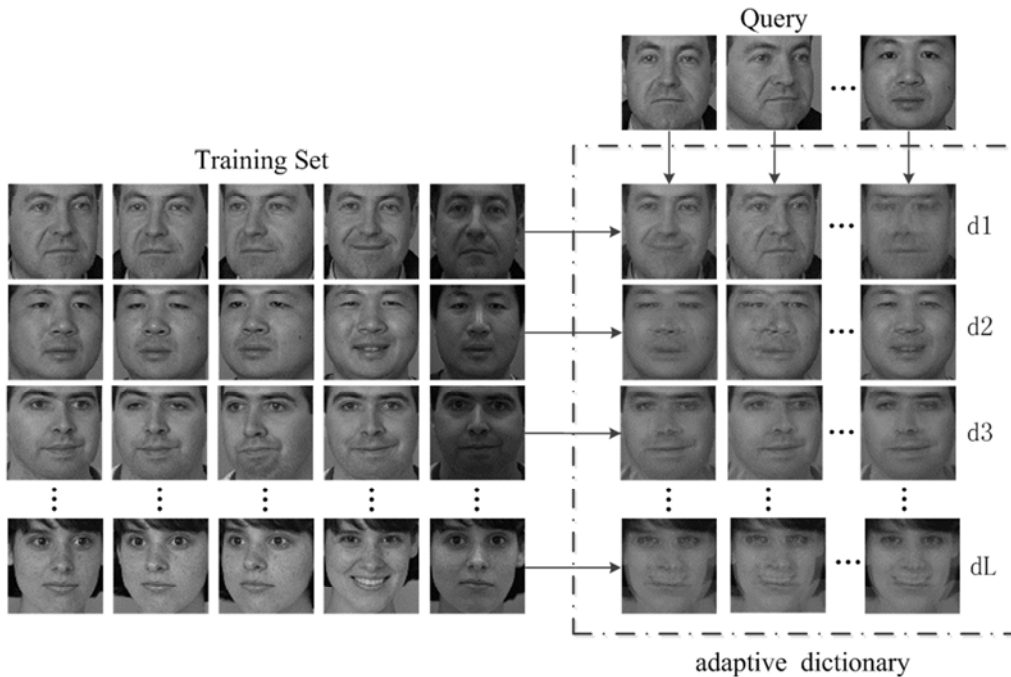 Query
Training Set
d1
d2
d3
dL
adaptive dictionary